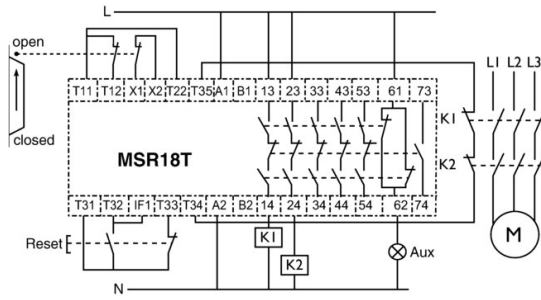 L
open
closed
T11 T12 X1 X2 T22 T35 A1 B1 13 23 33 43 53 61 73
L1 L2 L3
K1
K2
MSR18T
T31 T32 IF1 T33 T34 A2 B2 14 24 34 44 54 62 74
Reset
K1
K2
Aux
M
N